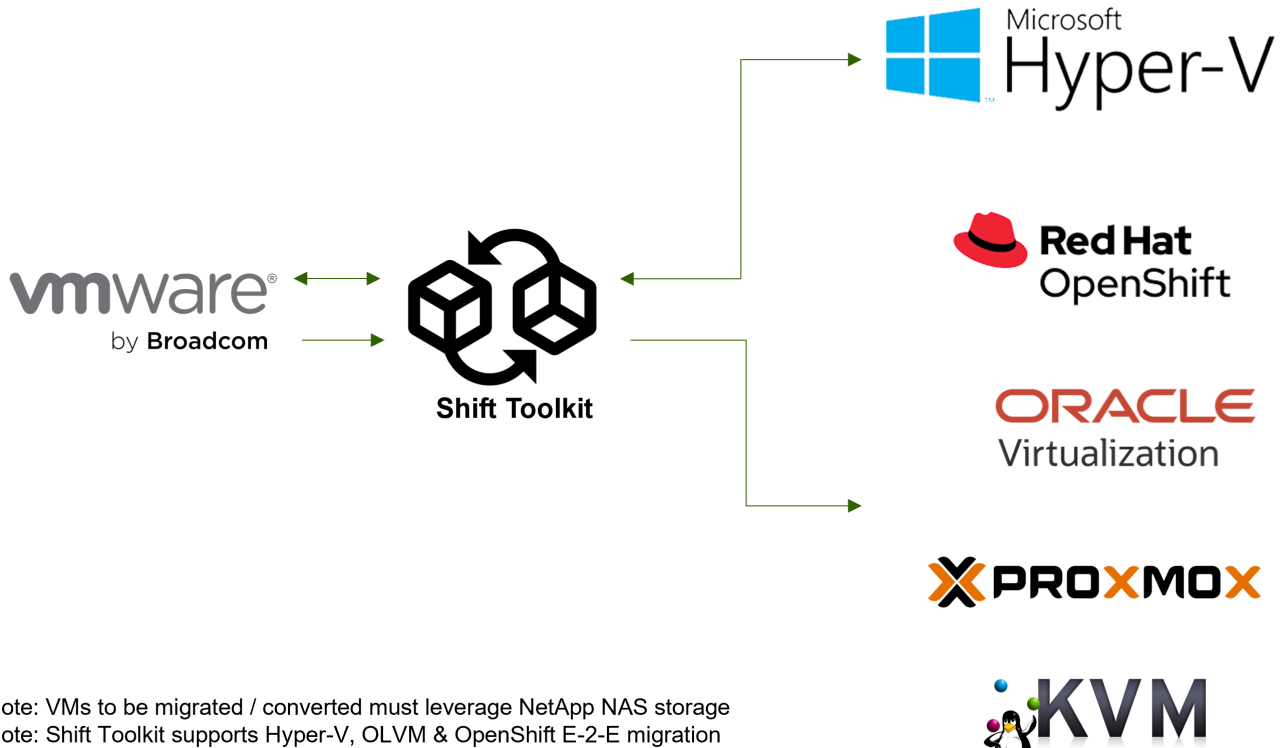 Microsoft
Hyper-V
TM
Red Hat
OpenShift
vmware®
by Broadcom
Shift Toolkit
ORACLE
Virtualization
PROXMOX
KVM
ote: VMs to be migrated / converted must leverage NetApp NAS storage
ote: Shift Toolkit supports Hyper-V, OLVM & OpenShift E-2-E migration